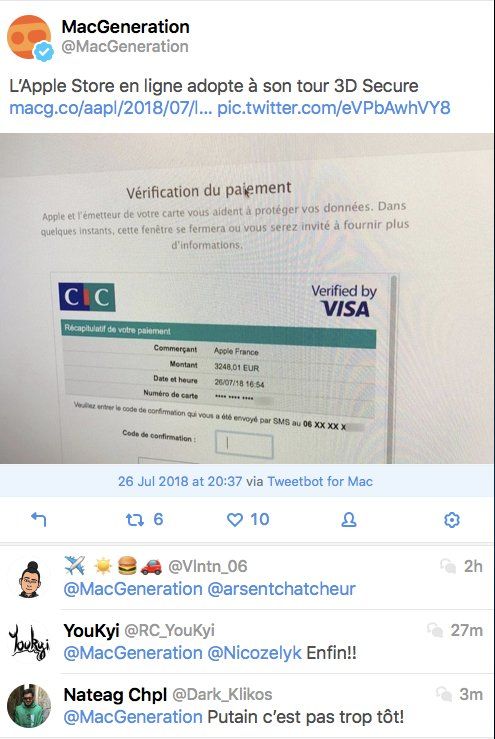 MacGeneration
@MacGeneration
L’Apple Store en ligne adopte à son tour 3D Secure
macg.co/aapl/2018/07/l… pic.twitter.com/eVPbAwhVY8
Vérification du paiement
Apple et l'émetteur de votre carte vous aident à protéger vos données. Dans
quelques instants, cette fenêtre se fermera ou vous serez invité à fournir plus
d'informations.
CIC
Verified by
VISA
Récapitulatif de votre paiement
Commerçant Apple France
Montant 3248,01 EUR
Date et heure 26/07/18 16:54
Numéro de carte •••• •••• ••••
Veuillez entrer le code de confirmation qui vous a été envoyé par SMS au 06 XX XX X
Code de confirmation :
26 Jul 2018 at 20:37 via Tweetbot for Mac
6
10
✈️ ☀️ 🍔 🚗 @Vlntn_06 2h
@MacGeneration @arsentchatcheur
YouKyi
YouKyi @RC_YouKyi 27m
@MacGeneration @Nicozelyk Enfin!!
Nateag Chpl @Dark_Klikos 3m
@MacGeneration Putain c’est pas trop tôt!